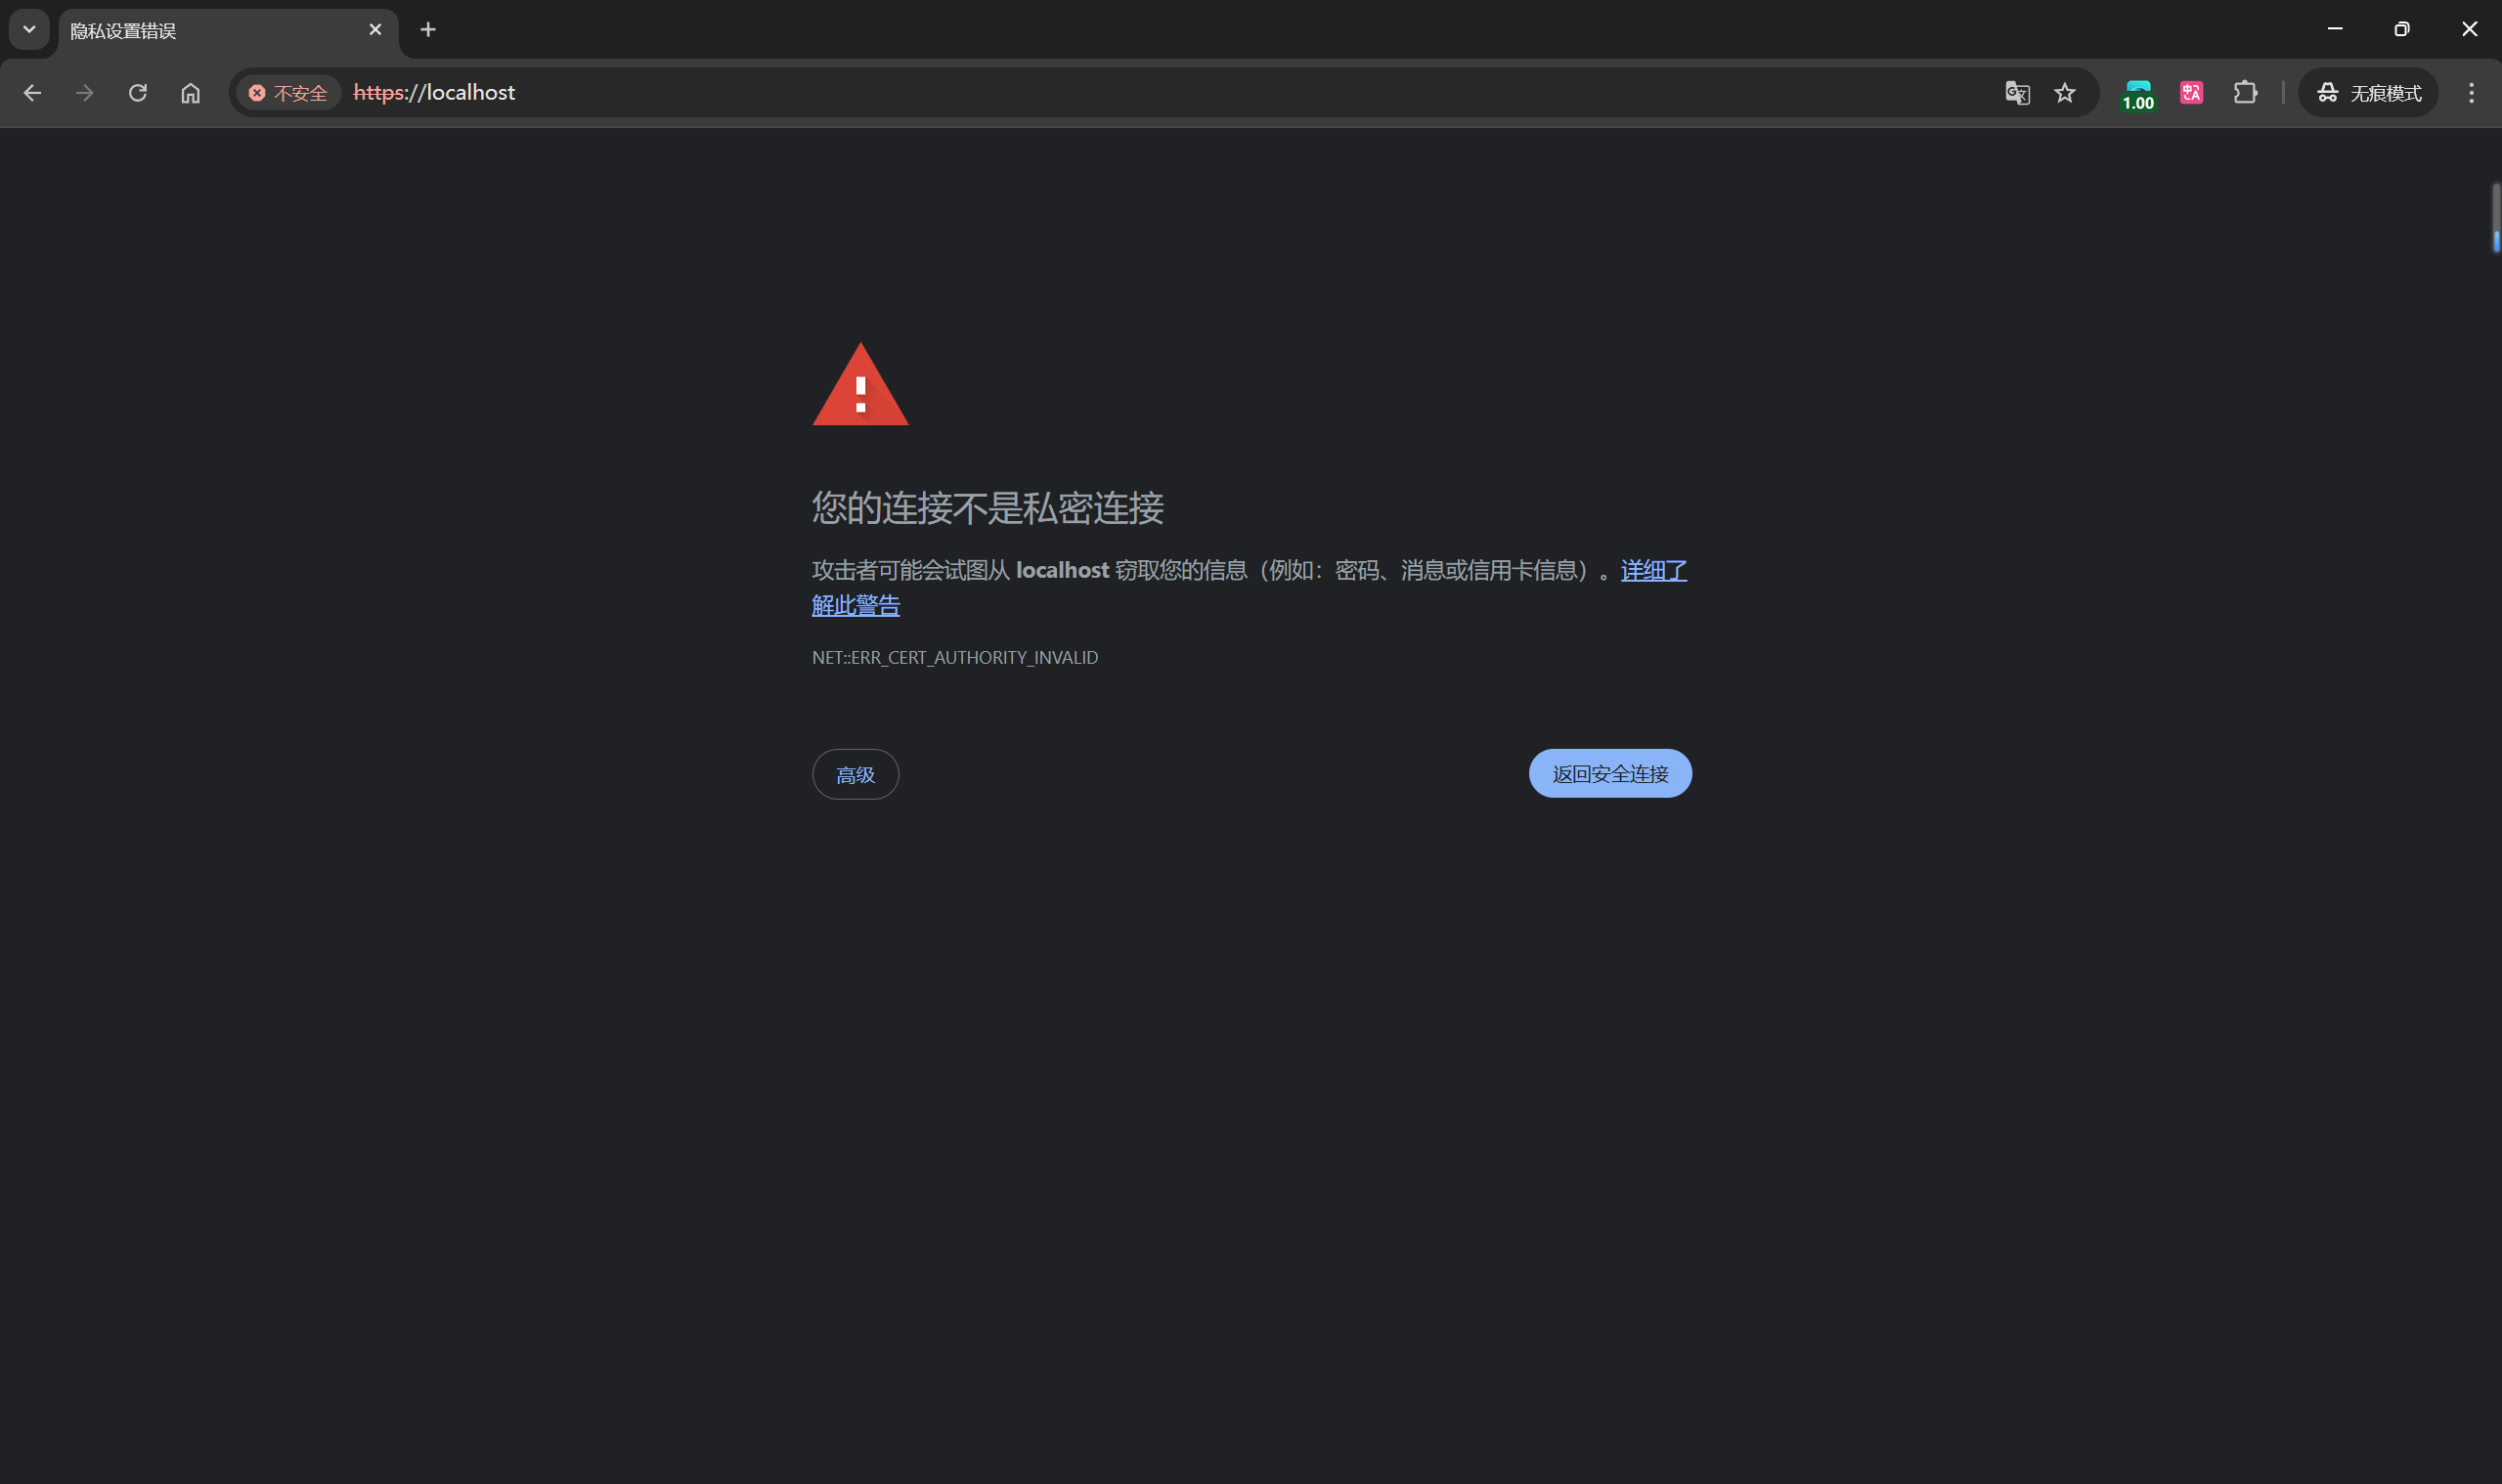 隐私设置错误
不安全 https://localhost 1.00 无痕模式
您的连接不是私密连接
攻击者可能会试图从 localhost 窃取您的信息（例如：密码、消息或信用卡信息）。详细了
解此警告
NET::ERR_CERT_AUTHORITY_INVALID
高级 返回安全连接